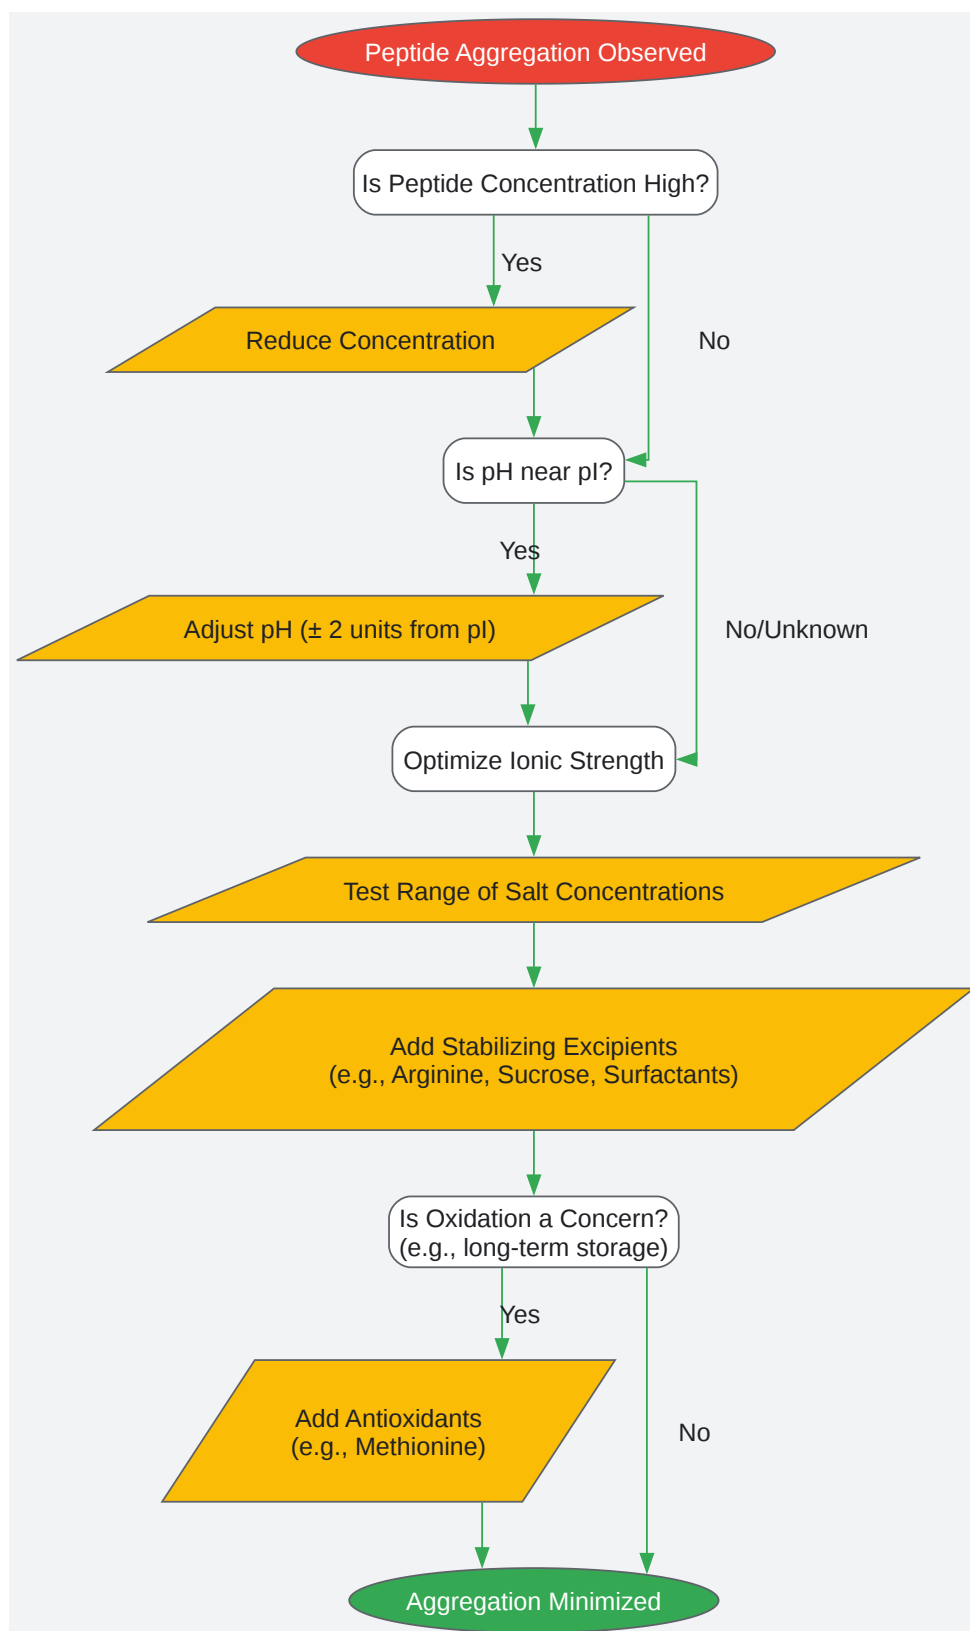 Peptide Aggregation Observed
Is Peptide Concentration High?
Yes
Reduce Concentration
No
Is pH near pI?
Yes
Adjust pH (± 2 units from pI)
No/Unknown
Optimize Ionic Strength
Test Range of Salt Concentrations
Add Stabilizing Excipients
(e.g., Arginine, Sucrose, Surfactants)
Is Oxidation a Concern?
(e.g., long-term storage)
Yes
Add Antioxidants
(e.g., Methionine)
No
Aggregation Minimized